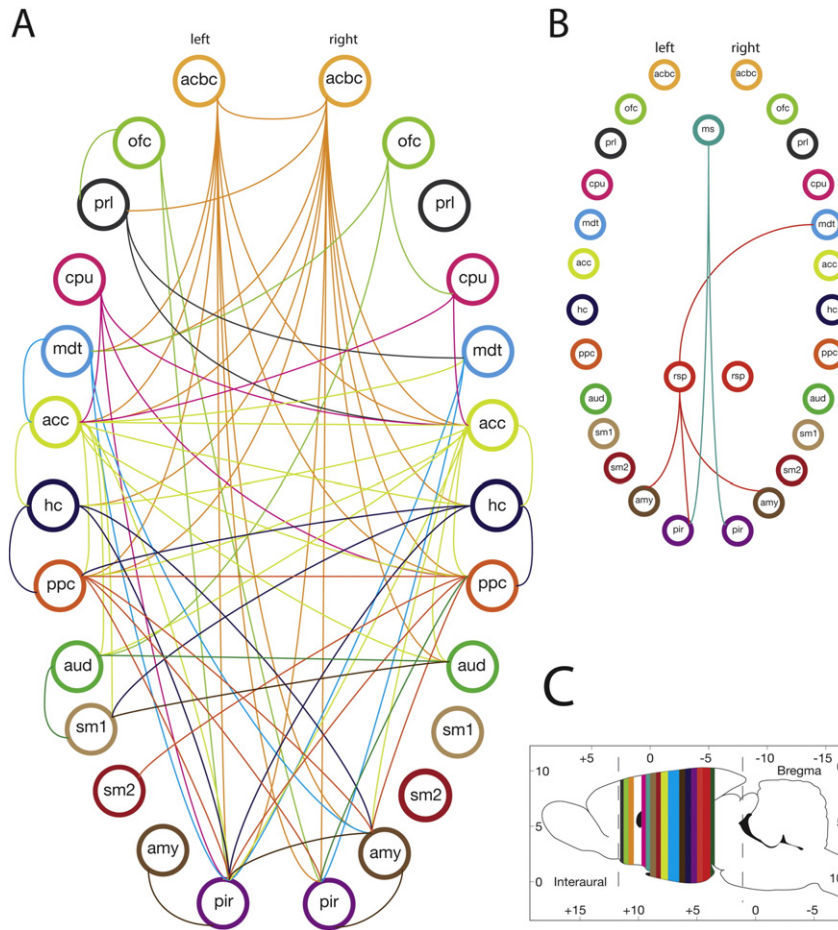 A
B
left
right
acbc
acbc
ofc
ofc
prl
prl
cpu
cpu
mdt
mdt
acc
acc
hc
hc
ppc
ppc
aud
aud
sm1
sm1
sm2
sm2
amy
amy
pir
pir
left
right
acbc
acbc
ofc
ofc
ms
prl
prl
cpu
cpu
mdt
mdt
acc
acc
hc
hc
ppc
ppc
rsp
rsp
aud
aud
sm1
sm1
sm2
sm2
amy
amy
pir
pir
C
+5 0 -5 -10 -15
10
Bregma
5
0
Interaural
10
+15 +10 +5 0 -5